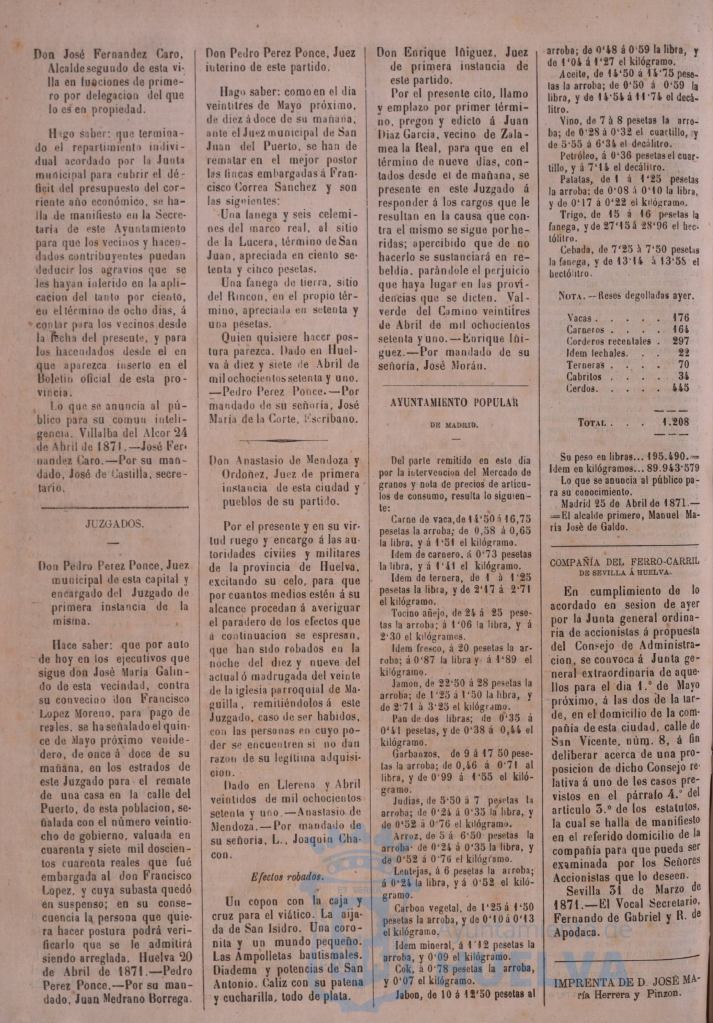 Don José Fernandez Caro,
Alcalde segundo de esta vi-
lla en funciones de prime-
ro por delegacion del que
lo es en propiedad.
Hago saber: que termina-
do el repartimiento indivi-
dual acordado por la Junta
municipal para cubrir el dé-
ficit del presupuesto del cor-
riente año económico, se ha-
lla de manifiesto en la Secre-
taría de este Ayuntamiento
para que los vecinos y hacen-
dados contribuyentes puedan
deducir los agravios que se
les hayan inferido en la apli-
cacion del tanto por ciento,
en el término de ocho dias, á
contar para los vecinos desde
la fecha del presente, y para
los hacendados desde el en
que aparezca inserto en el
Boletin oficial de esta pro-
vincia.
Lo que se anuncia al pú-
blico para su comun inteli-
gencia. Villalba del Alcor 24
de Abril de 1871.—José Fer-
nandez Caro.—Por su man-
dado, José de Castilla, secre-
tario.
JUZGADOS.
Don Pedro Perez Ponce, Juez
municipal de esta capital y
encargado del Juzgado de
primera instancia de la
misma.
Hace saber: que por auto
de hoy en los ejecutivos que
sigue don José María Galin-
do de esta vecindad, contra
su convecino don Francisco
Lopez Moreno, para pago de
reales, se ha señalado el quin-
ce de Mayo próximo venide-
dero, de once á doce de su
mañana, en los estrados de
este Juzgado para el remate
de una casa en la calle del
Puerto, de esta poblacion, se-
ñalada con el número veintio-
cho de gobierno, valuada en
cuarenta y siete mil doscien-
tos cuarenta reales que fué
embargada al don Francisco
Lopez, y cuya subasta quedó
en suspenso; en su conse-
cuencia la persona que quie-
ra hacer postura podrá veri-
ficarlo que se le admitirá
siendo arreglada. Huelva 20
de Abril de 1871.—Pedro
Perez Ponce.—Por su man-
dado, Juan Medrano Borrega.
Don Pedro Perez Ponce, Juez
interino de este partido.
Hago saber: como en el dia
veintitres de Mayo próximo,
de diez á doce de su mañana,
ante el Juez municipal de San
Juan del Puerto, se han de
rematar en el mejor postor
las fincas embargadas á Fran-
cisco Correa Sanchez y son
las siguientes:
Una fanega y seis celemi-
nes del marco real, al sitio
de la Lucera, término de San
Juan, apreciada en ciento se-
tenta y cinco pesetas.
Una fanega de tierra, sitio
del Rincon, en el propio tér-
mino, apreciada en setenta y
una pesetas.
Quien quisiere hacer pos-
tura parezca. Dado en Huel-
va á diez y siete de Abril de
mil ochocientos setenta y uno.
—Pedro Perez Ponce.—Por
mandado de su señoria, José
María de la Corte, Escribano.
Don Anastasio de Mendoza y
Ordoñez, Juez de primera
instancia de esta ciudad y
pueblos de su partido.
Por el presente y en su vir-
tud ruego y encargo á las au-
toridades civiles y militares
de la provincia de Huelva,
excitando su celo, para que
por cuantos medios estén á su
alcance procedan á averiguar
el paradero de los efectos que
á continuacion se espresan,
que han sido robados en la
noche del diez y nueve del
actual ó madrugada del veinte
de la iglesia parroquial de Ma-
guilla, remitiéndolos á este
Juzgado, caso de ser habidos,
con las personas en cuyo po-
der se encuentren si no dan
razon de su legítima adquisi-
cion.
Dado en Llerena y Abril
veintidos de mil ochocientos
setenta y uno.—Anastasio de
Mendoza.—Por mandado de
su señoria, L., Joaquin Cha-
con.
Efectos robados.
Un copon con la caja y
cruz para el viático. La aija-
da de San Isidro. Una coro-
nita y un mundo pequeño.
Las Ampolletas bautismales.
Diadema y potencias de San
Antonio. Caliz con su patena
y cucharilla, todo de plata.
Don Enrique Iñiguez, Juez
de primera instancia de
este partido.
Por el presente cito, llamo
y emplazo por primer térmi-
no, pregon y edicto á Juan
Diaz Garcia, vecino de Zala-
mea la Real, para que en el
término de nueve dias, con-
tados desde el de mañana, se
presente en este Juzgado á
responder á los cargos que le
resultan en la causa que con-
tra el mismo se sigue por he-
ridas; apercibido que de no
hacerlo se sustanciará en re-
beldia, parándole el perjuicio
que haya lugar en las provi-
dencias que se dicten. Val-
verde del Camino veintitres
de Abril de mil ochocientos
setenta y uno.—Enrique Iñi-
guez.—Por mandado de su
señoría, José Morán.
AYUNTAMIENTO POPULAR
DE MADRID.
Del parte remitido en este dia
por la intervencion del Mercado de
granos y nota de precios de artícu-
los de consumo, resulta lo siguien-
te:
Carne de vaca, de 14'50 á 16,75
pesetas la arroba; de 0,58 á 0,65
la libra, y á 1'51 el kilógramo.
Idem de carnero, á 0'73 pesetas
la libra, y á 1'41 el kilógramo.
Idem de ternera, de 1 á 1'25
pesetas la libra, y de 2'17 á 2'71
el kilógramo.
Tocino añejo, de 24 á 25 pese-
tas la arroba; á 1'06 la libra, y á
2'30 el kilógramos.
Idem fresco, á 20 pesetas la ar-
roba; á 0'87 la libra y á 1'89 el
kilógramo.
Jamon, de 22'50 á 28 pesetas la
arroba; de 1'25 á 1'50 la libra, y
de 2'71 á 3'25 el kilógramo.
Pan de dos libras; de 0'35 á
0'41 pesetas, y de 0'38 á 0,44 el
kilógramo.
Garbanzos, de 9 á 17 50 pese-
tas la arroba; de 0,46 á 0'71 al
libra, y de 0'99 á 1'55 el kiló-
gramo.
Judias, de 5'50 á 7 pesetas la
arroba; de 0'24 á 0'35 la libra, y
de 0'52 á 0'76 el kilógramo.
Arroz, de 5 á 6'50 pesetas la
arroba de 0'24 á 0'35 la libra, y
de 0'52 á 0'76 el kilógramo.
Lentejas, á 6 pesetas la arroba;
á 0'24 la libra, y á 0'52 el kiló-
gramo.
Carbon vegetal, de 1'25 á 1'50
pesetas la arroba, y de 0'10 á 0'13
el kilógramo.
Idem mineral, á 1'12 pesetas la
arroba, y 0'09 el kilógramo.
Cok, á 0'78 pesetas la arroba,
y 0'07 el kilógramo.
Jabon, de 10 á 12'50 pesetas al
arroba; de 0'48 á 0'59 la libra, y
de 1'04 á 1'27 el kilógramo.
Aceite, de 14'50 á 14'75 pese-
tas la arroba; de 0'50 á 0'59 la
libra, y de 14'54 á 11'74 el decá-
litro.
Vino, de 7 á 8 pesetas la arro-
ba; de 0'28 á 0'32 el cuartillo, y
de 5'55 á 6'34 el decálitro.
Petróleo, á 0'36 pesetas el cuar-
tillo, y á 7'14 el decálitro.
Patatas, de 1 á 1'25 pesetas
la arroba; de 0'08 á 0'10 la libra,
y de 0'17 á 0'22 el kilógramo.
Trigo, de 15 á 16 pesetas la
fanega, y de 27'15 á 28'96 el hec-
tólitro.
Cebada, de 7'25 á 7'50 pesetas
la fanega, y de 13'14 á 13'58 el
hectólitro.
NOTA.—Reses degolladas ayer.
Vacas . . . . . 176
Carneros . . . . 164
Corderos recentales . 297
Idem lechales. . . . 22
Terneras . . . . 70
Cabritos . . . . 34
Cerdos. . . . . 445
TOTAL . . . 1.208
Su peso en libras... 195.490.=
Idem en kilógramos... 89.943'579
Lo que se anuncia al público pa-
ra su conocimiento.
Madrid 25 de Abril de 1871.—
=El alcalde primero, Manuel Ma-
ría José de Galdo.
COMPAÑÍA DEL FERRO-CARRIL
DE SEVILLA Á HUELVA.
En cumplimiento de lo
acordado en sesion de ayer
por la Junta general ordina-
ria de accionistas á propuesta
del Consejo de Administra-
cion, se convoca á Junta ge-
neral extraordinaria de aque-
llos para el dia 1.º de Mayo
próximo, á las dos de la tar-
de, en el domicilio de la com-
pañía de esta ciudad, calle de
San Vicente, núm. 8, á fin
deliberar acerca de una pro-
posicion de dicho Consejo re-
lativa á uno de los casos pre-
vistos en el párrafo 4.º del
artículo 3.º de los estatutos,
la cual se halla de manifiesto
en el referido domicilio de la
compañía para que pueda ser
examinada por los Señores
Accionistas que lo deseen.
Sevilla 31 de Marzo de
1871.—El Vocal Secretario,
Fernando de Gabriel y R. de
Apodaca.
IMPRENTA DE D. JOSÉ MA-
ría Herrera y Pinzon.
Ayuntamiento de
HUELVA